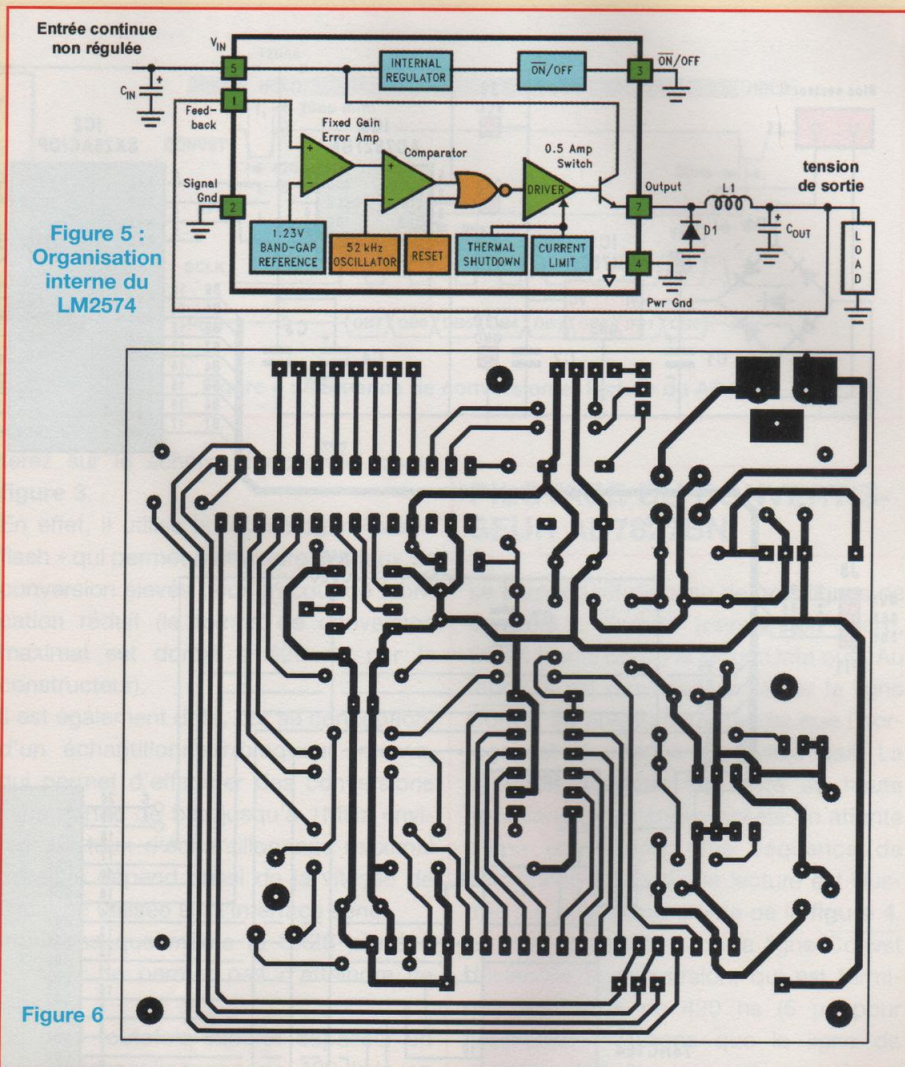 Entrée continue
non régulée
VIN
5
INTERNAL
REGULATOR
ON/OFF
3
ON/OFF
CIN
1
Feed-
back
Fixed Gain
Error Amp
Comparator
0.5 Amp
Switch
Signal
Gnd
2
DRIVER
Output
7
L1
tension
de sortie
D1
COUT
LOAD
1.23V
BAND-GAP
REFERENCE
52 kHz
OSCILLATOR
RESET
THERMAL
SHUTDOWN
CURRENT
LIMIT
4
Pwr Gnd
Figure 5 :
Organisation
interne du
LM2574
Figure 6